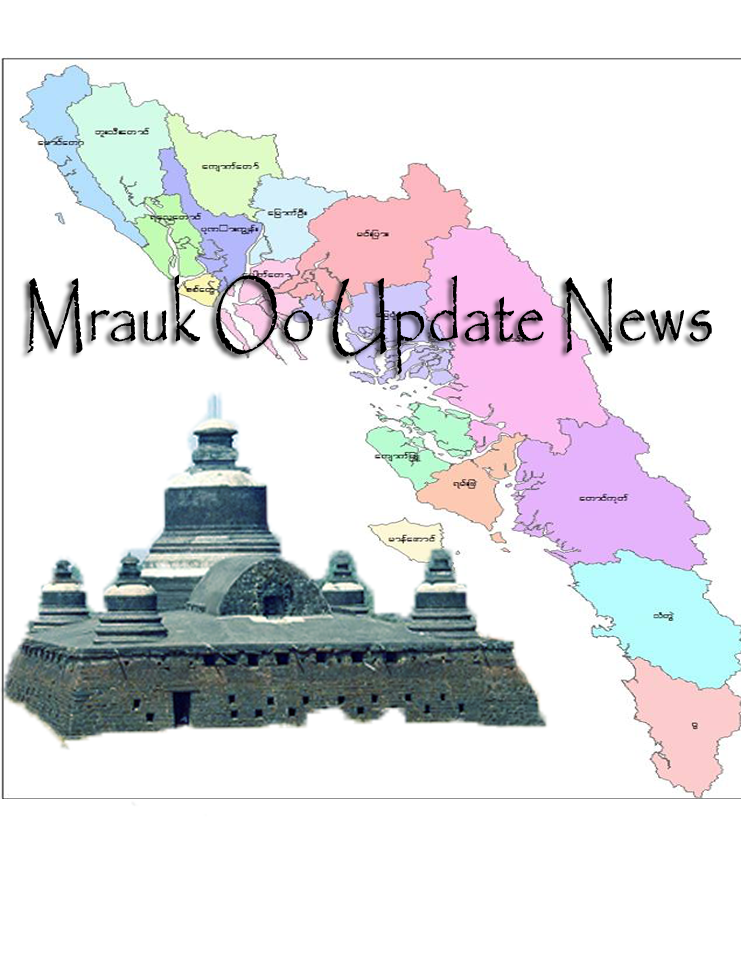 မောင်တော
ဘူးသီးတောင်
ကျောက်တော်
ရသေ့တောင်
ပုဏ္ဏားကျွန်း
မြောက်ဦး
မင်းပြား
ပေါက်တော
စစ်တွေ
Mrauk Oo Update News
ကျောက်ဖြူ
ရမ်းဗြဲ
တောင်ကုတ်
မာန်အောင်
သံတွဲ
ဂွ